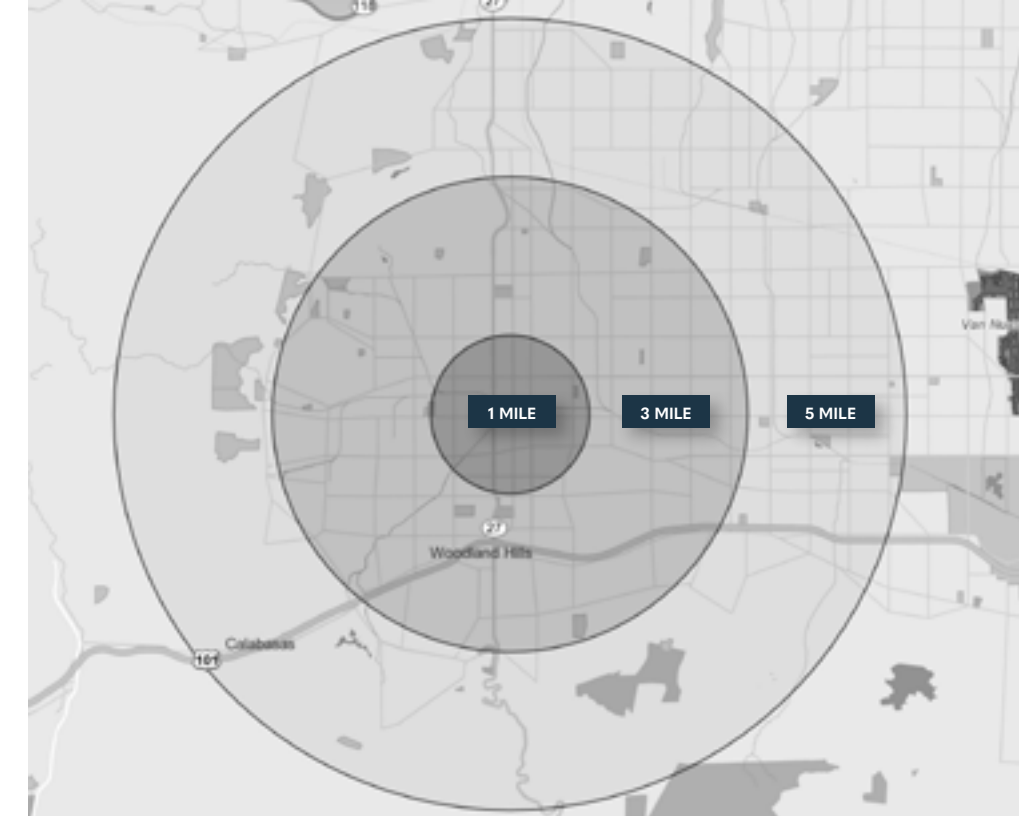 118
27
Van Nu
1 MILE
3 MILE
5 MILE
27
Woodland Hills
Calabasas
101